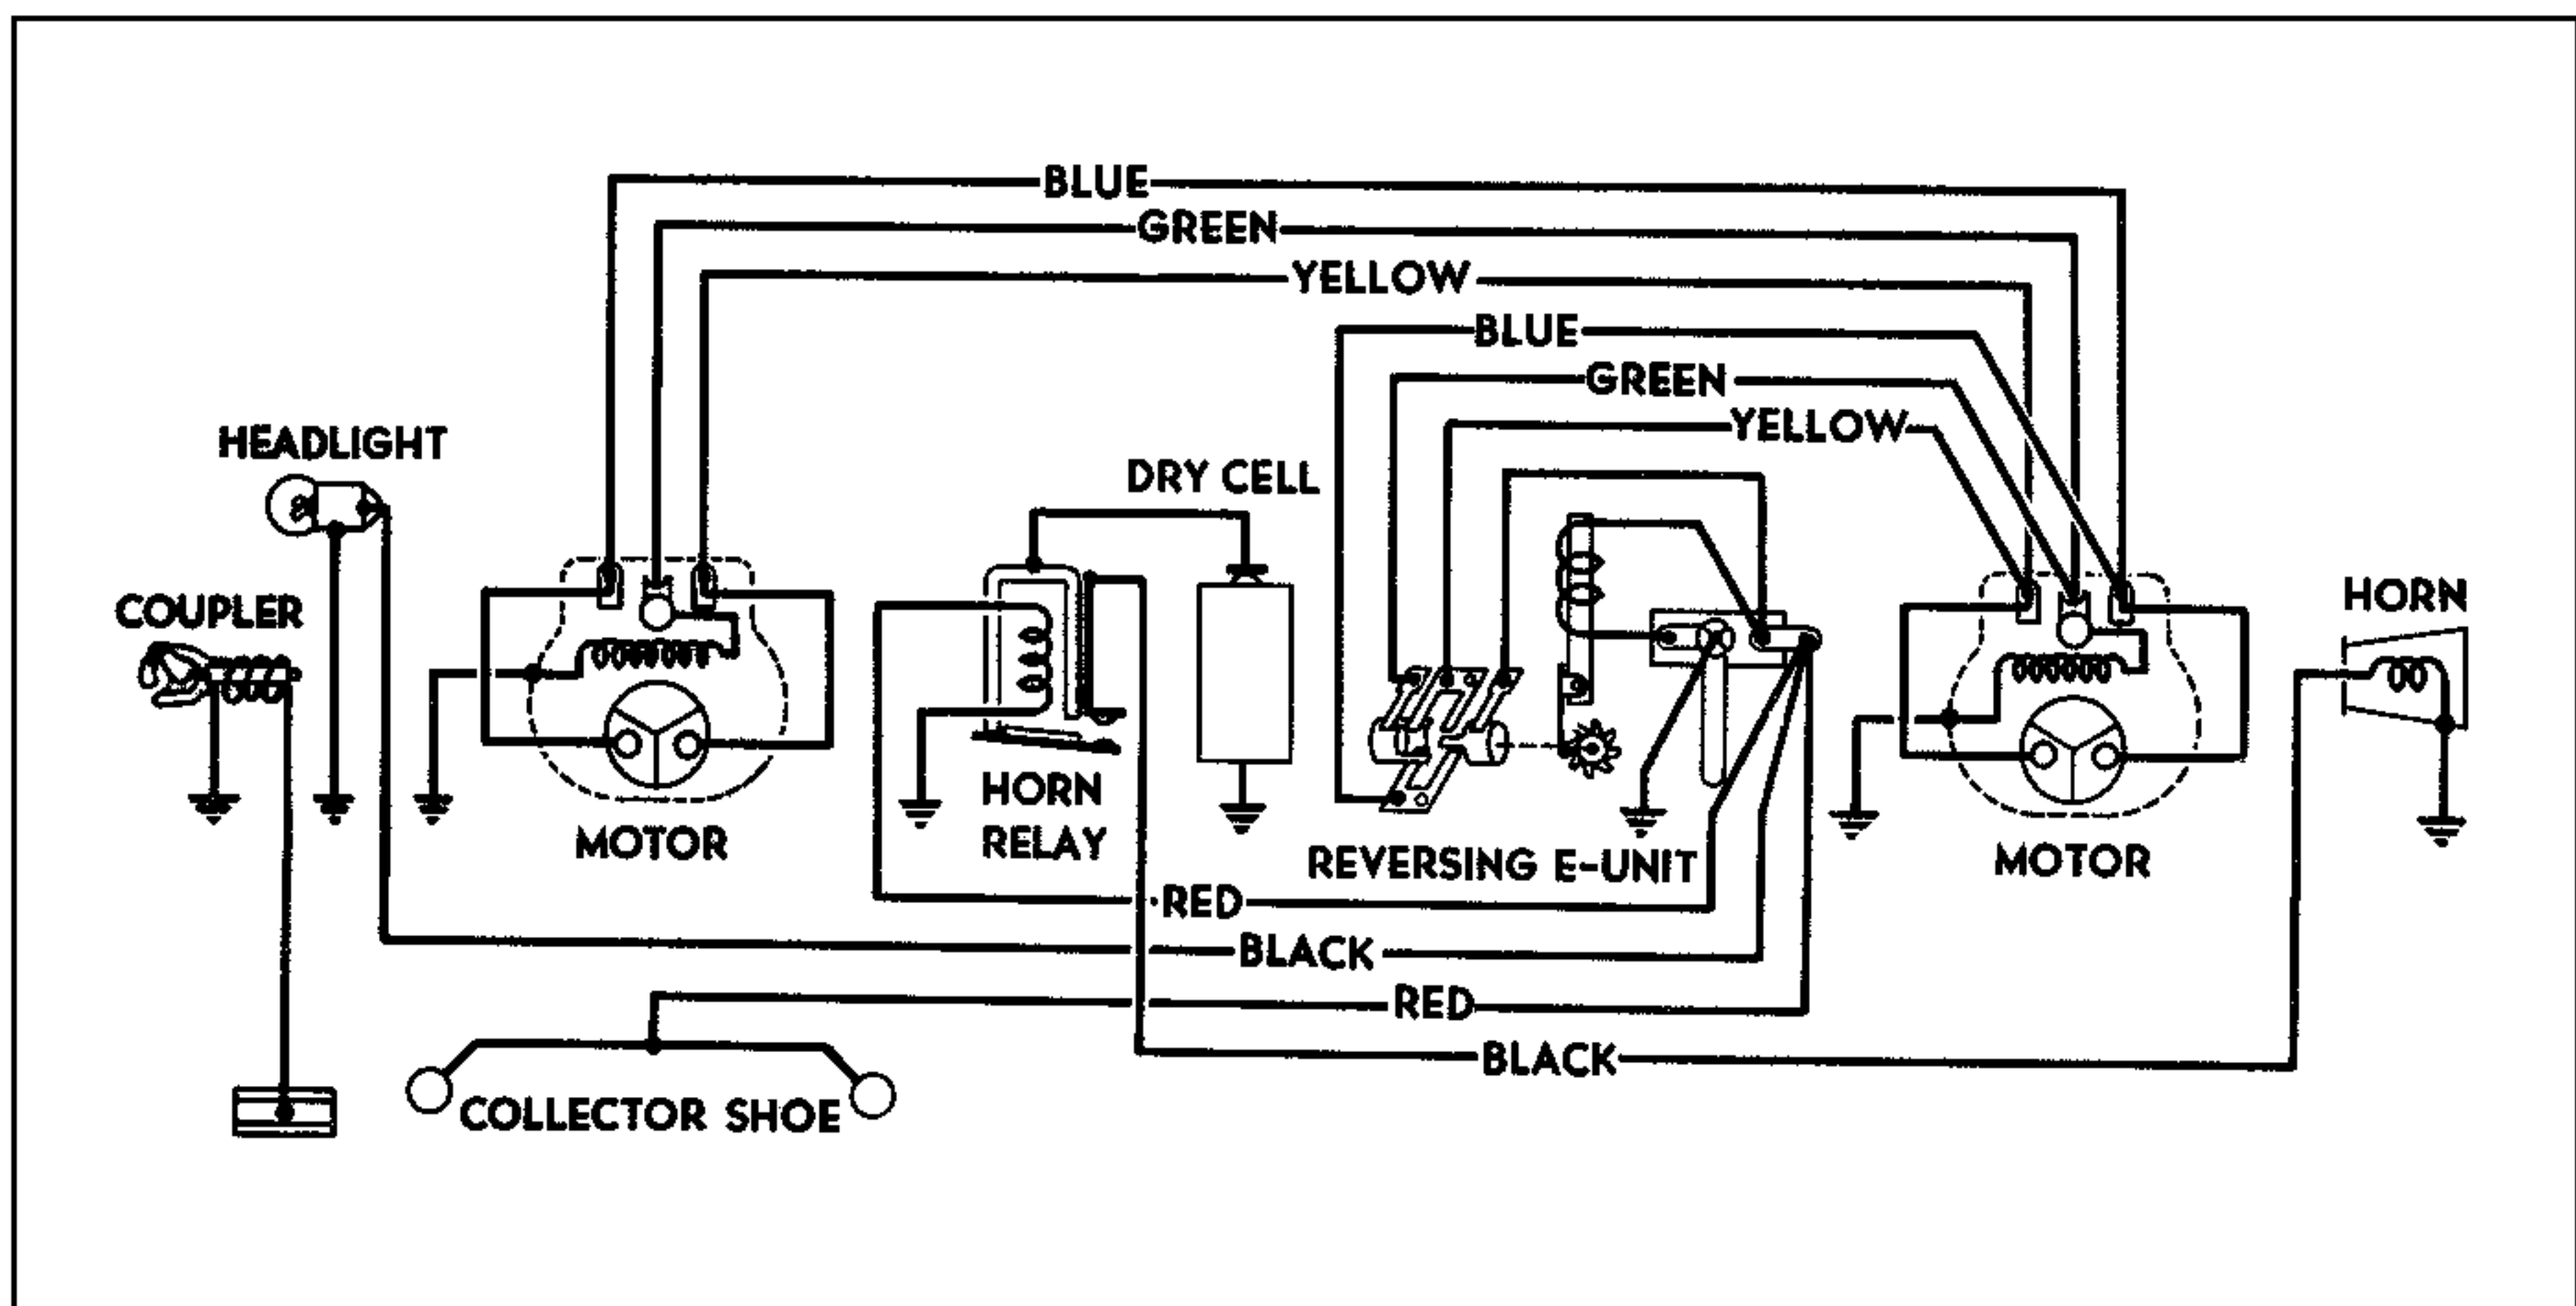 BLUE
GREEN
YELLOW
BLUE
GREEN
YELLOW
HEADLIGHT
DRY CELL
COUPLER
HORN
HORN
RELAY
MOTOR
REVERSING E-UNIT
MOTOR
RED
BLACK
RED
BLACK
COLLECTOR SHOE